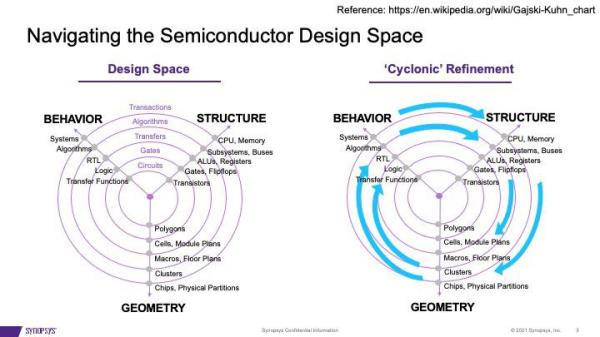 Reference: https://en.wikipedia.org/wiki/Gajski-Kuhn_chart
Navigating the Semiconductor Design Space
Design Space
Transactions
Algorithms
Transfers
Gates
Circuits
BEHAVIOR
Systems
Algorithms
RTL
Logic
Transfer Functions
STRUCTURE
CPU, Memory
Subsystems, Buses
ALUs, Registers
Gates, Flipflops
Transistors
Polygons
Cells, Module Plans
Macros, Floor Plans
Clusters
Chips, Physical Partitions
GEOMETRY
‘Cyclonic’ Refinement
BEHAVIOR
Systems
Algorithms
RTL
Logic
Transfer Functions
STRUCTURE
CPU, Memory
Subsystems, Buses
ALUs, Registers
Gates, Flipflops
Transistors
Polygons
Cells, Module Plans
Macros, Floor Plans
Clusters
Chips, Physical Partitions
GEOMETRY
SYNOPSYS
Synopsys Confidential Information
© 2021 Synopsys, Inc.
3